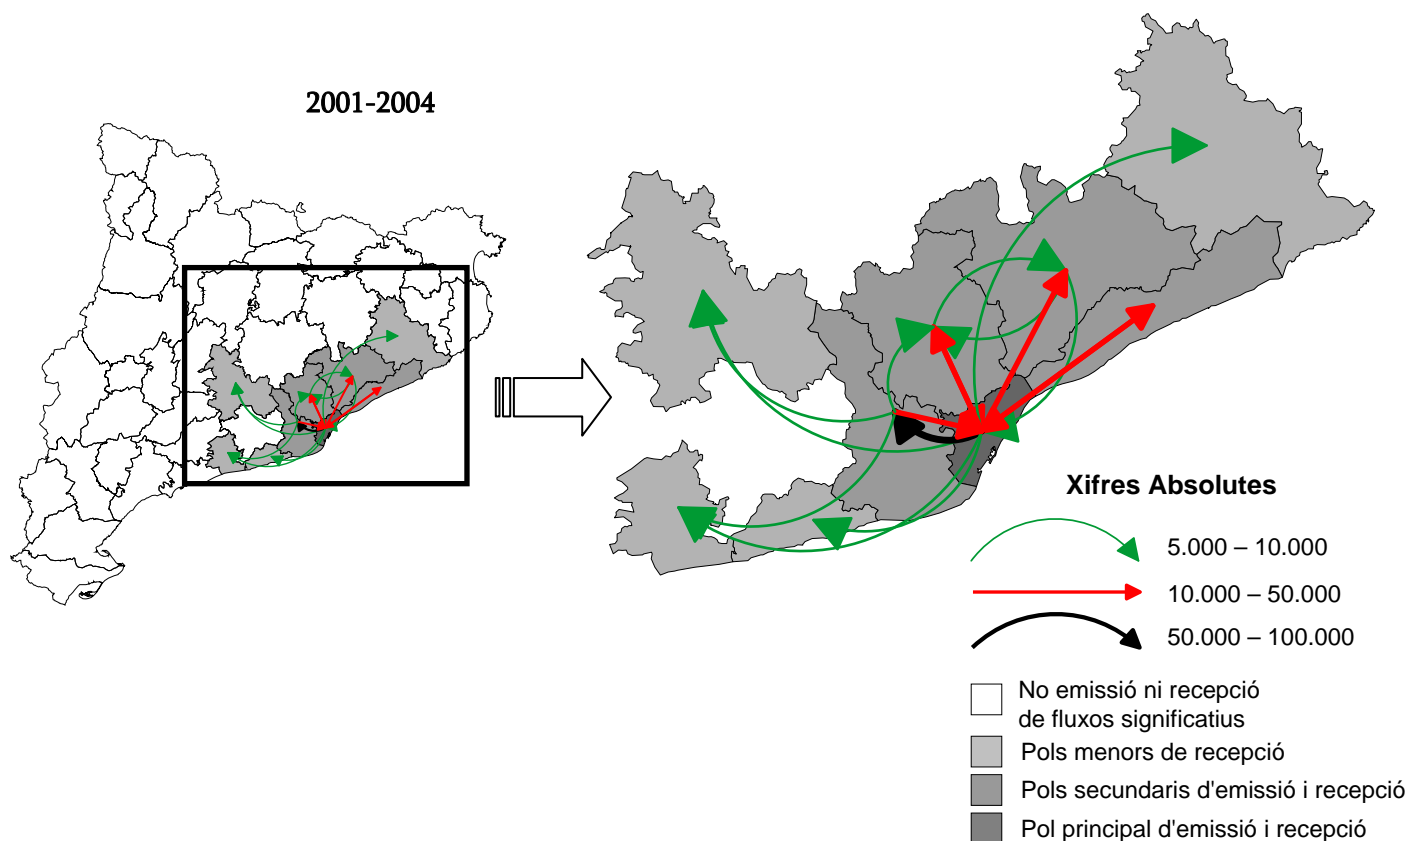 2001-2004
Xifres Absolutes
5.000 – 10.000
10.000 – 50.000
50.000 – 100.000
No emissió ni recepció
de fluxos significatius
Pols menors de recepció
Pols secundaris d'emissió i recepció
Pol principal d'emissió i recepció